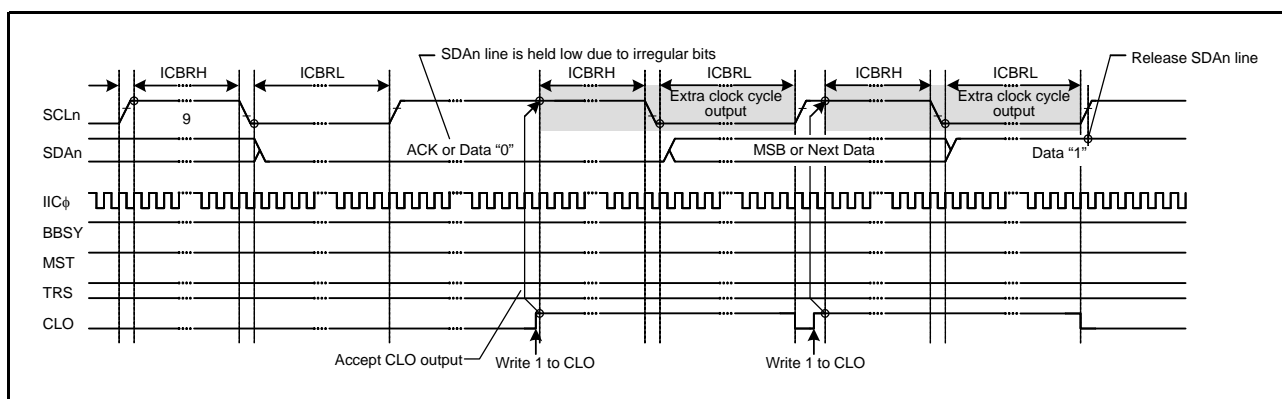 SDAn line is held low due to irregular bits
Release SDAn line
ICBRH
ICBRL
ICBRH
ICBRL
ICBRH
ICBRL
SCLn
9
Extra clock cycle output
Extra clock cycle output
SDAn
ACK or Data “0”
MSB or Next Data
Data “1”
IICϕ
BBSY
MST
TRS
CLO
Accept CLO output
Write 1 to CLO
Write 1 to CLO